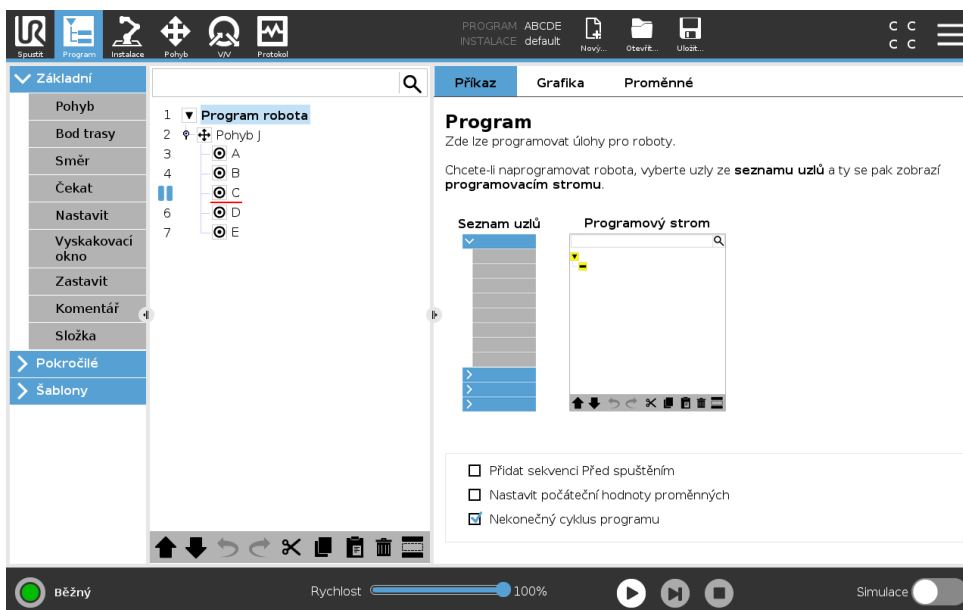 PROGRAM ABCDE
INSTALACE default
Nový...
Otevřít...
Uložit...
C C
C C
Spustit
Program
Instalace
Pohyb
V/V
Protokol
Základní
Pohyb
Bod trasy
Směr
Čekat
Nastavit
Vyskakovací
okno
Zastavit
Komentář
Složka
Pokročilé
Šablony
1 Program robota
2 Pohyb J
3 A
4 B
C
6 D
7 E
Příkaz Grafika Proměnné
Program
Zde lze programovat úlohy pro roboty.
Chcete-li naprogramovat robota, vyberte uzly ze seznamu uzlů a ty se pak zobrazí
programovacím stromu.
Seznam uzlů Programový strom
Přidat sekvenci Před spuštěním
Nastavit počáteční hodnoty proměnných
Nekonečný cyklus programu
Běžný
Rychlost 100%
Simulace